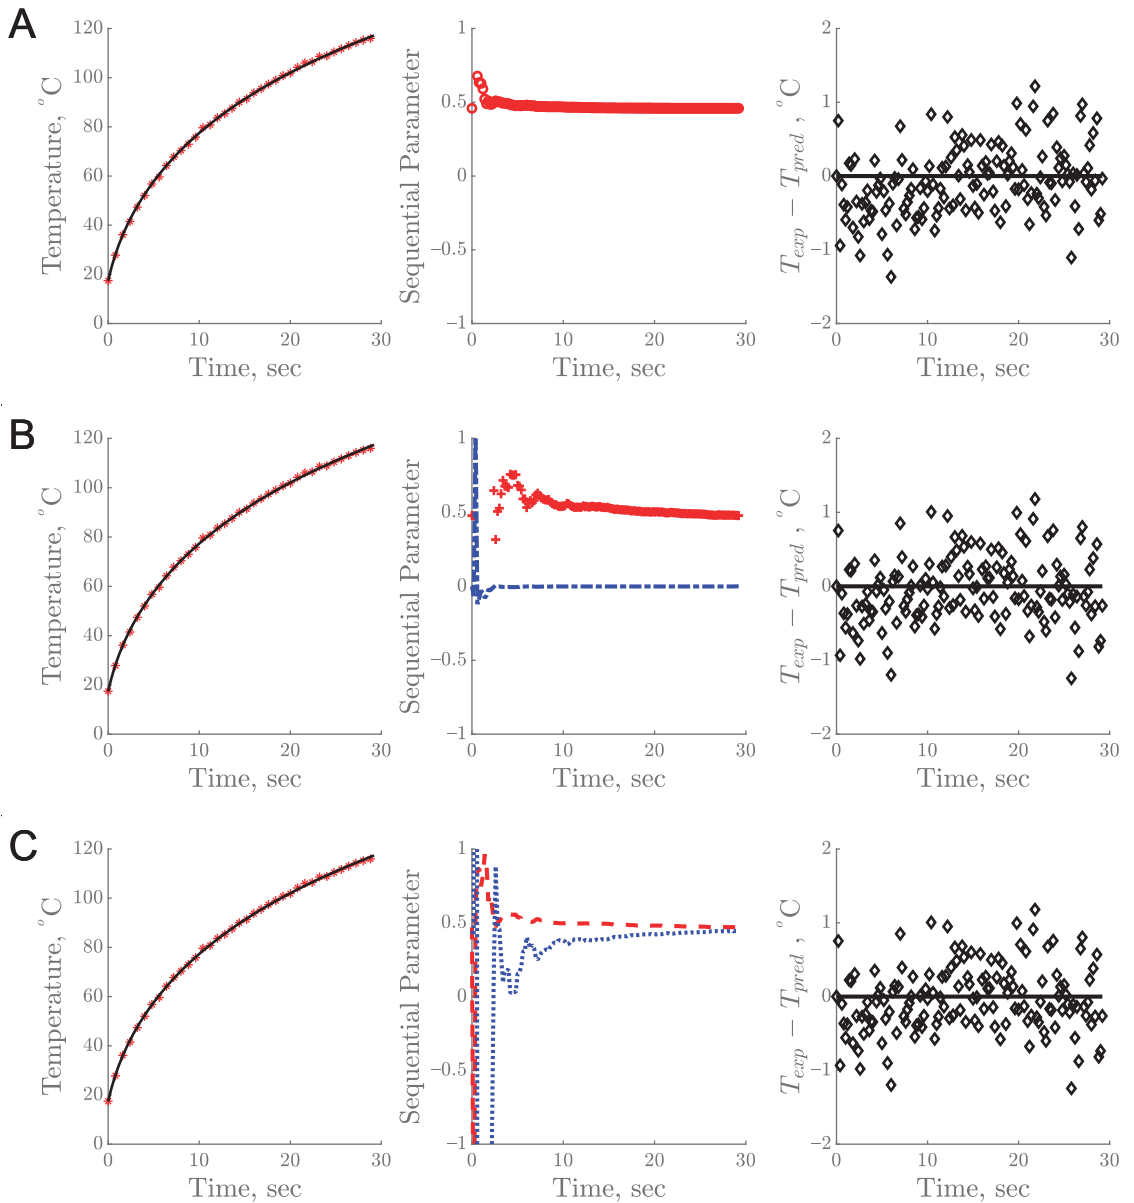 A
Temperature, °C
120
100
80
60
40
20
0
0 10 20 30
Time, sec
Sequential Parameter
1
0.5
0
−0.5
−1
0 10 20 30
Time, sec
T_exp − T_pred , °C
2
1
0
−1
−2
0 10 20 30
B
Temperature, °C
120
100
80
60
40
20
0
0 10 20 30
Time, sec
Sequential Parameter
1
0.5
0
−0.5
−1
0 10 20 30
Time, sec
T_exp − T_pred , °C
2
1
0
−1
−2
0 10 20 30
Time, sec
C
Temperature, °C
120
100
80
60
40
20
0
0 10 20 30
Time, sec
Sequential Parameter
1
0.5
0
−0.5
−1
0 10 20 30
Time, sec
T_exp − T_pred , °C
2
1
0
−1
−2
0 10 20 30
Time, sec